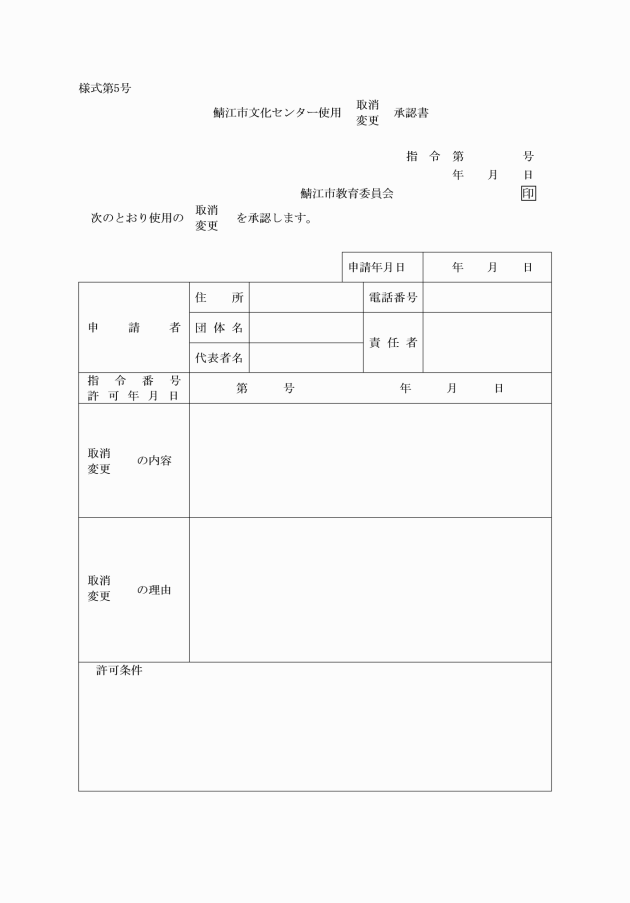 様式第5号
鯖江市文化センター使用 取消 変更 承認書
指 令 第 号
年 月 日
鯖江市教育委員会 印
次のとおり使用の 取消 変更 を承認します。
申請年月日 年 月 日
申 請 者 住 所 電話番号
団 体 名 責 任 者
代表者名
指 令 番 号
許 可 年 月 日 第 号 年 月 日
取消 変更 の内容
取消 変更 の理由
許可条件